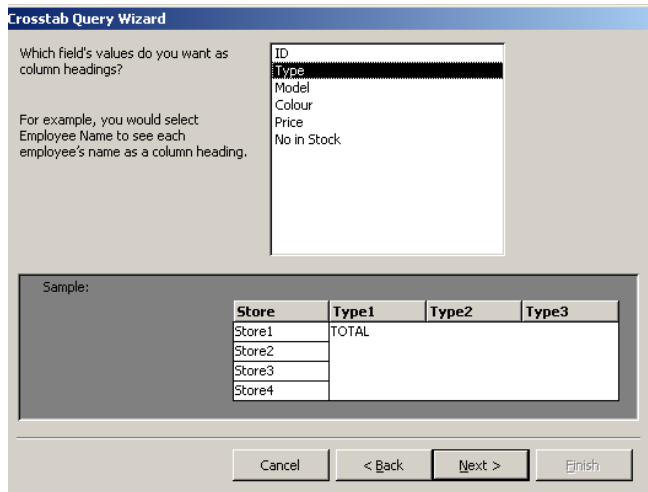 Crosstab Query Wizard
Which field's values do you want as
column headings?
For example, you would select
Employee Name to see each
employee's name as a column heading.
ID
Type
Model
Colour
Price
No in Stock
Sample:
Store Type1 Type2 Type3
Store1 TOTAL
Store2
Store3
Store4
Cancel < Back Next > Finish